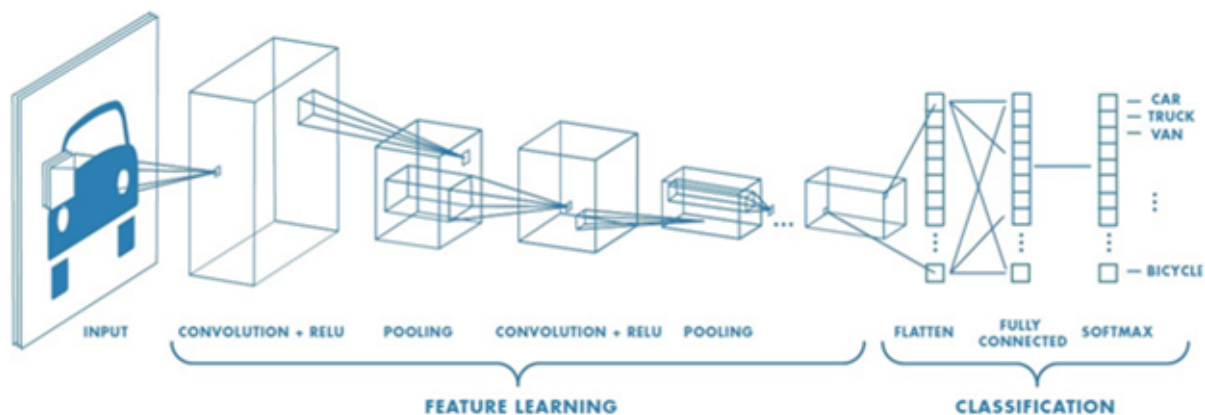 CAR
TRUCK
VAN
BICYCLE
INPUT
CONVOLUTION + RELU
POOLING
CONVOLUTION + RELU
POOLING
FLATTEN
FULLY
CONNECTED
SOFTMAX
FEATURE LEARNING
CLASSIFICATION